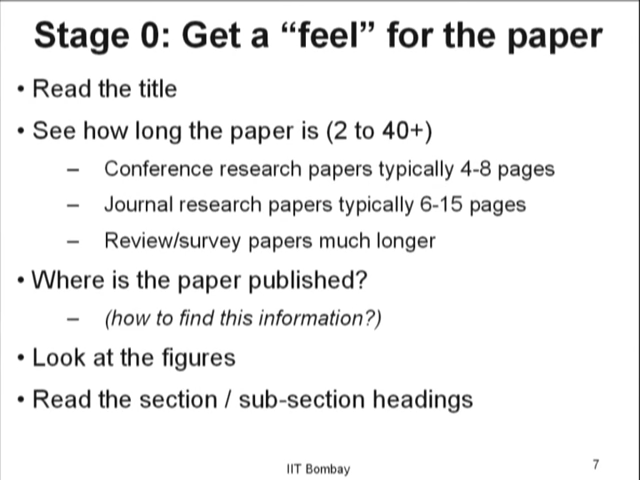 Stage 0: Get a “feel” for the paper
• Read the title
• See how long the paper is (2 to 40+)
– Conference research papers typically 4-8 pages
– Journal research papers typically 6-15 pages
– Review/survey papers much longer
• Where is the paper published?
– (how to find this information?)
• Look at the figures
• Read the section / sub-section headings
IIT Bombay
7